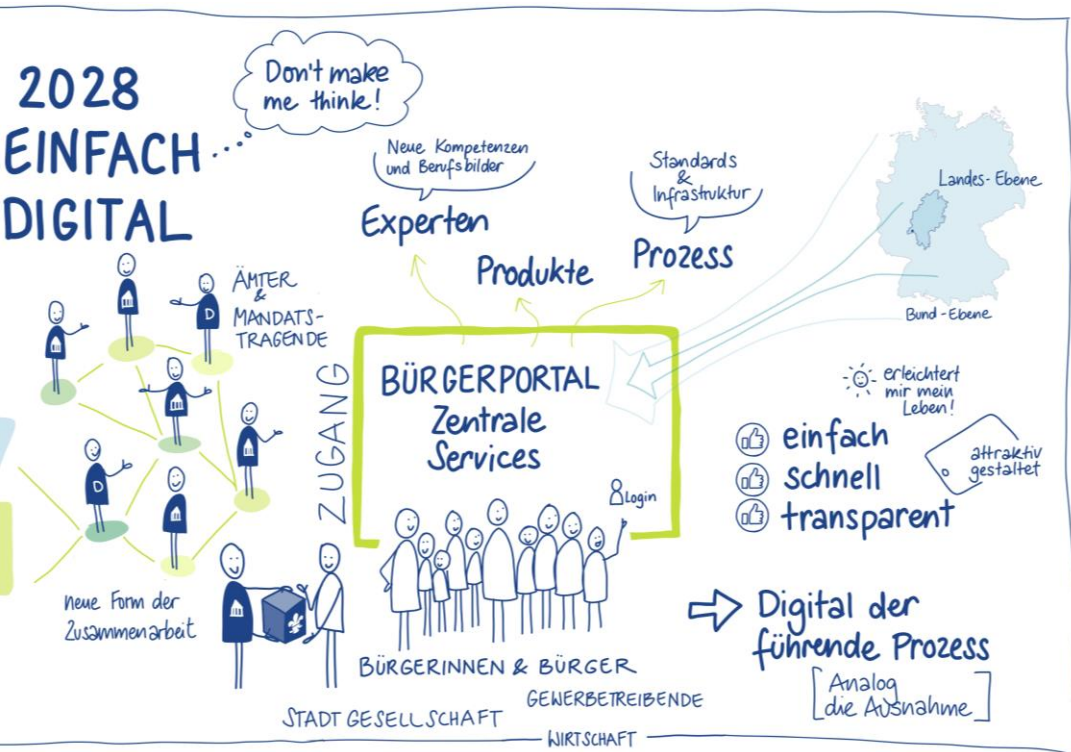 2028
EINFACH
DIGITAL
Don't make
me think!
Neue Kompetenzen
und Berufsbilder
Experten
Produkte
Standards
&
Infrastruktur
Prozess
Landes-Ebene
Bund-Ebene
ÄMTER
&
MANDATS-
TRAGENDE
D
D
ZUGANG
BÜRGERPORTAL
Zentrale
Services
Login
erleichtert
mir mein
Leben!
einfach
schnell
transparent
attraktiv
gestaltet
neue Form der
Zusammenarbeit
BÜRGERINNEN & BÜRGER
GEWERBETREIBENDE
STADTGESELLSCHAFT
WIRTSCHAFT
Digital der
führende Prozess
[Analog
die Ausnahme]